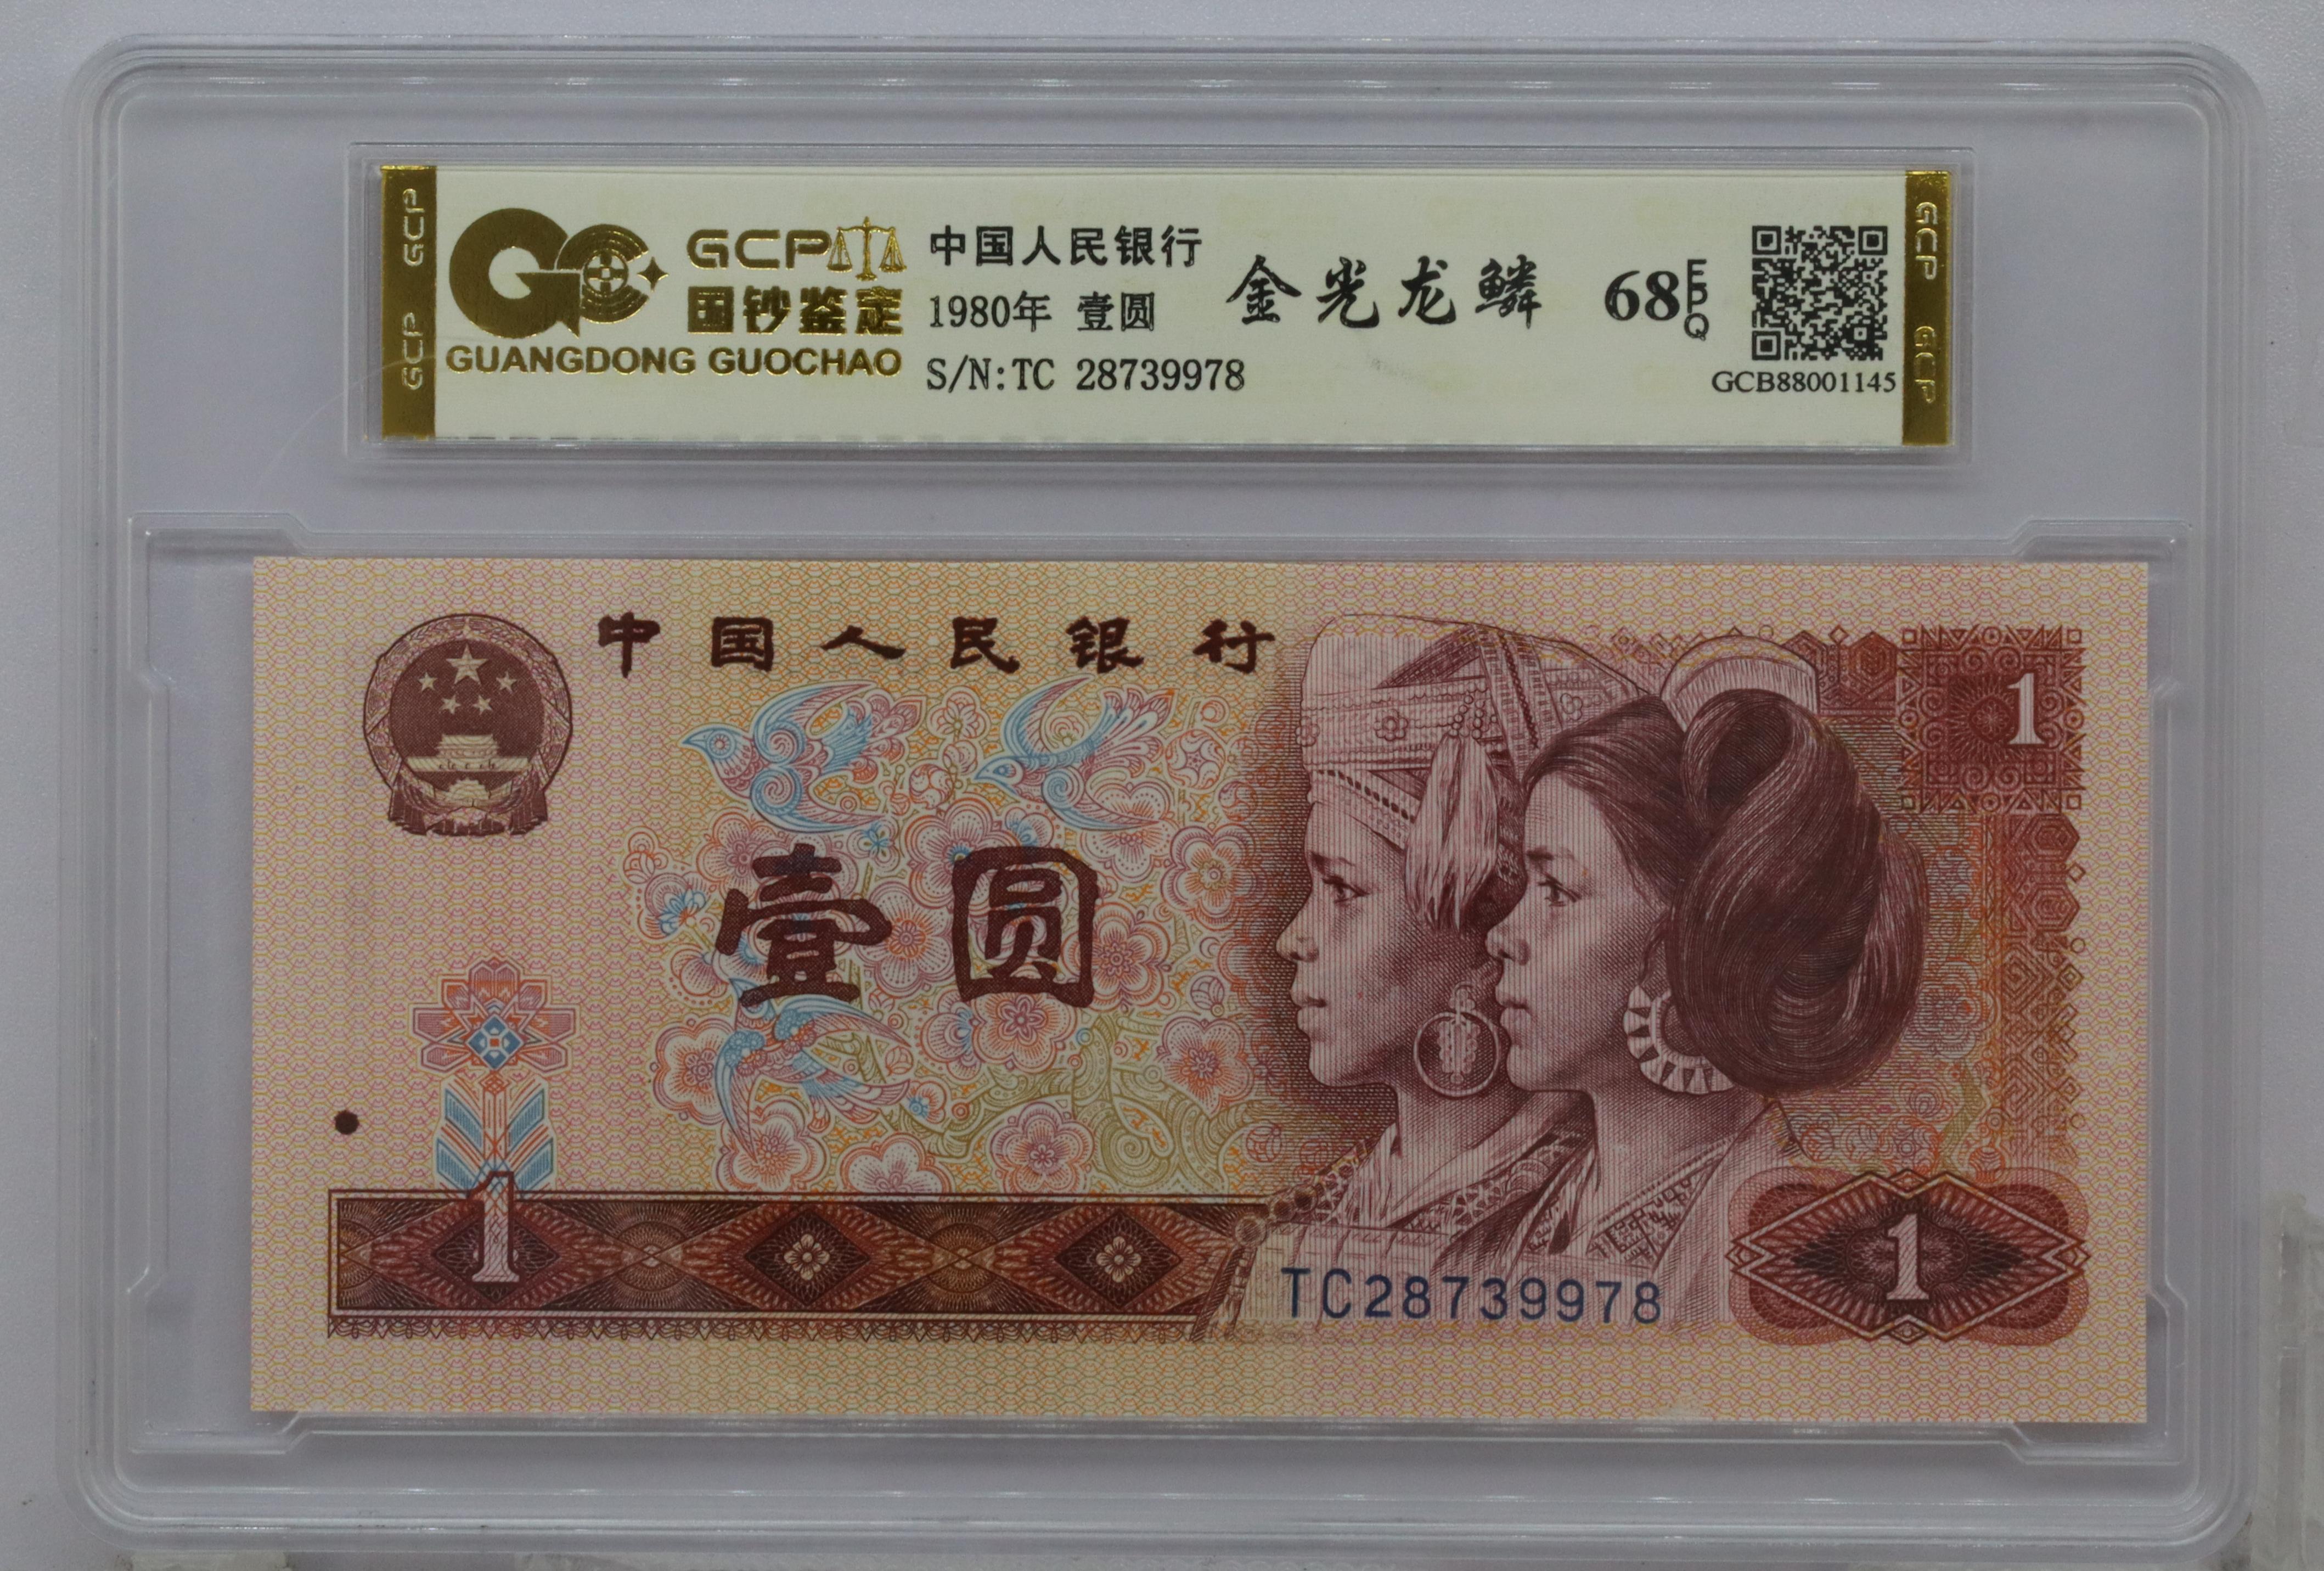 GCP GCP
GCP
国钞鉴定
GUANGDONG GUOCHAO
中国人民银行
1980年 壹圆
S/N:TC 28739978
金光龙鳞
68 EPQ
GCB88001145
GCP GCP
中国人民银行
1
壹圆
1
TC28739978
1